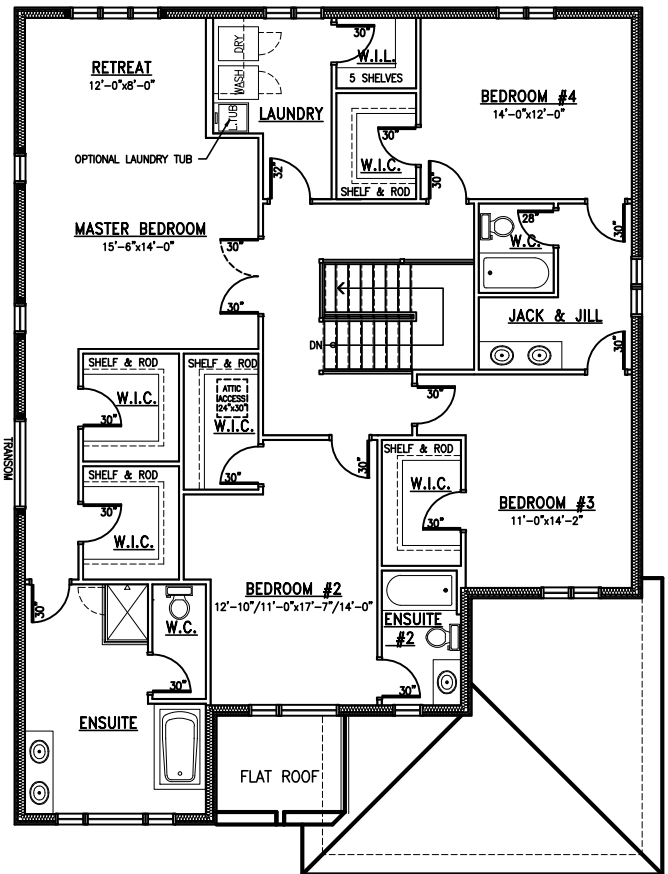 RETREAT
12'-0"x8'-0"
DRY
WASH
L.TUB
LAUNDRY
OPTIONAL LAUNDRY TUB
32"
30"
W.I.L.
5 SHELVES
30"
W.I.C.
SHELF & ROD
BEDROOM #4
14'-0"x12'-0"
30"
MASTER BEDROOM
15'-6"x14'-0"
30"
30"
28"
W.C.
30"
JACK & JILL
30"
DN
SHELF & ROD
W.I.C.
30"
SHELF & ROD
ATTIC
ACCESS
24"x30"
W.I.C.
30"
30"
30"
SHELF & ROD
W.I.C.
30"
BEDROOM #3
11'-0"x14'-2"
TRANSOM
SHELF & ROD
30"
W.I.C.
BEDROOM #2
12'-10"/11'-0"x17'-7"/14'-0"
30"
W.C.
30"
ENSUITE
#2
30"
ENSUITE
FLAT ROOF